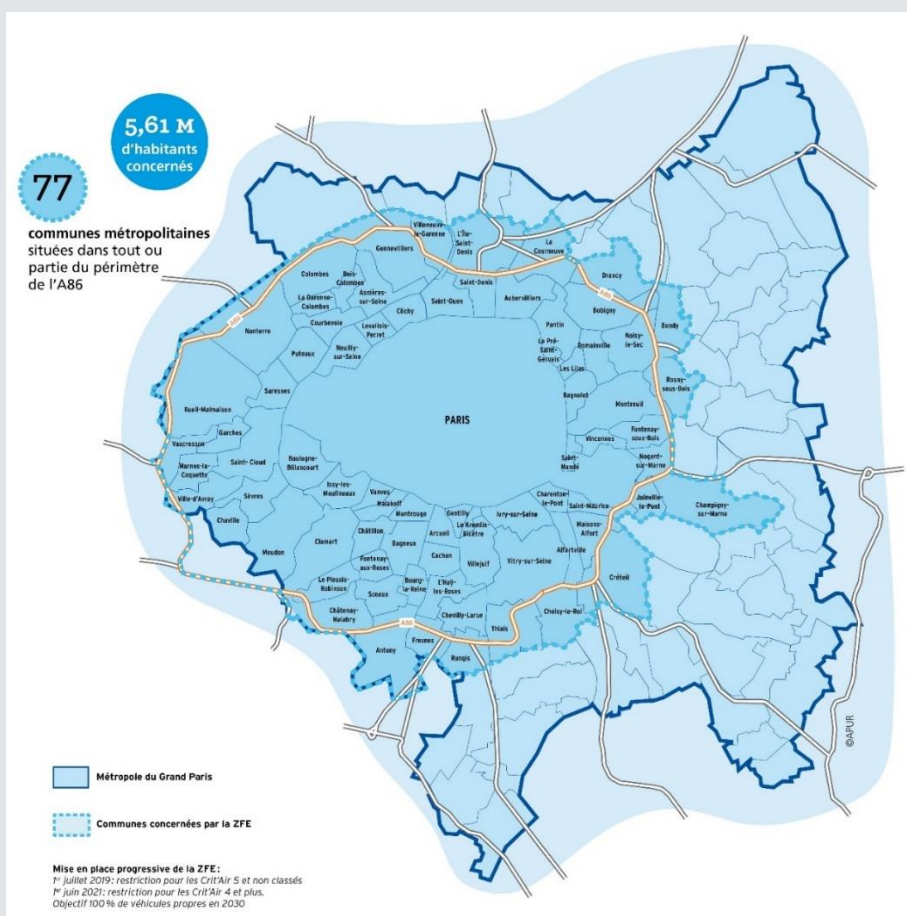 5,61 M
d'habitants
concernés
77
communes métropolitaines
situées dans tout ou
partie du périmètre
de l'A86
Villeneuve-
la-Garenne
L'Île-
Saint-
Denis
La
Courneuve
Gennevilliers
Colombes
Bois-
Colombes
Saint-Denis
Drancy
A86
La Garenne-
Colombes
Asnières-
sur-Seine
Saint-Ouen
Aubervilliers
Bobigny
A86
Clichy
Nanterre
Courbevoie
Levallois-
Perret
Pantin
Noisy-
le-Sec
Bondy
Puteaux
Neuilly-
sur-Seine
Le Pré-
Saint-
Gervais
Romainville
Les Lilas
Suresnes
Rosny-
sous-Bois
Bagnolet
Montreuil
Rueil-Malmaison
PARIS
Garches
Vaucresson
Vincennes
Fontenay-
sous-Bois
Marnes-la-
Coquette
Saint-Cloud
Boulogne-
Billancourt
Saint-
Mandé
Nogent-
sur-Marne
Ville-d'Avray
Sèvres
Issy-les-
Moulineaux
Vanves
Malakoff
Montrouge
Gentilly
Le Kremlin-
Bicêtre
Ivry-sur-Seine
Charenton-
le-Pont
Saint-Maurice
Joinville-
le-Pont
Champigny-
sur-Marne
Chaville
Meudon
Clamart
Châtillon
Bagneux
Arcueil
Maisons-
Alfort
Alfortville
Fontenay-
aux-Roses
Cachan
Villejuif
Vitry-sur-Seine
Créteil
Le Plessis-
Robinson
Sceaux
Bourg-
la-Reine
L'Haÿ-
les-Roses
Châtenay-
Malabry
Chevilly-Larue
Thiais
Choisy-le-Roi
A86
Antony
Fresnes
Rungis
©APUR
Métropole du Grand Paris
Communes concernées par la ZFE
Mise en place progressive de la ZFE :
1er juillet 2019 : restriction pour les Crit'Air 5 et non classés
1er juin 2021 : restriction pour les Crit'Air 4 et plus.
Objectif 100 % de véhicules propres en 2030